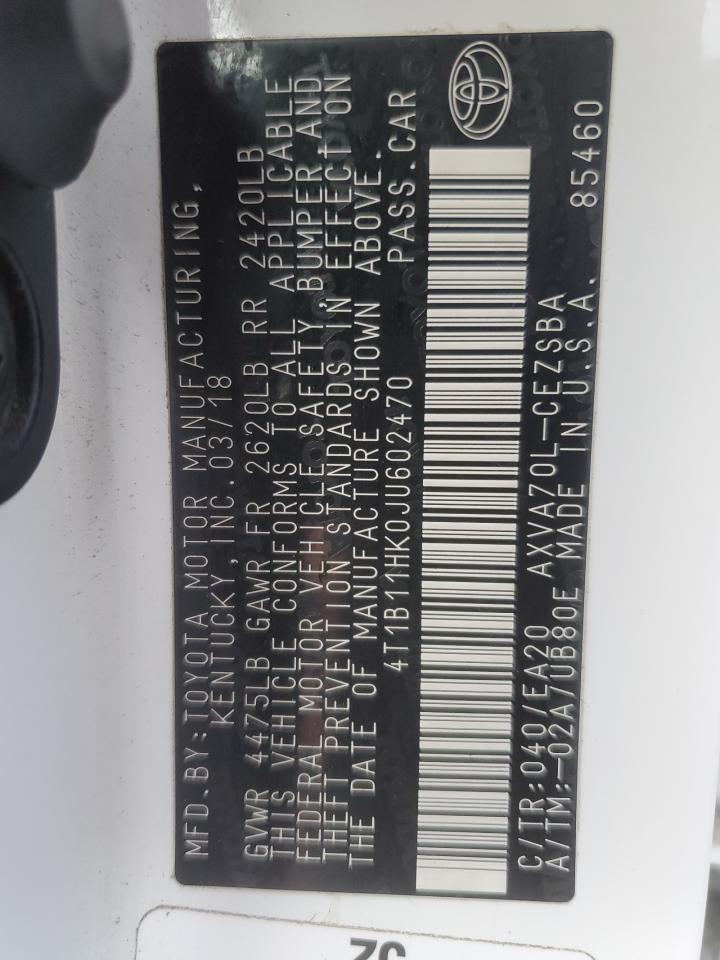 MFD.BY:TOYOTA MOTOR MANUFACTURING,
KENTUCKY,INC.03/18
GVWR 4475LB GAWR FR 2620LB RR 2420LB
THIS VEHICLE CONFORMS TO ALL APPLICABLE
FEDERAL MOTOR VEHICLE SAFETY,BUMPER,AND
THEFT PREVENTION STANDARDS IN EFFECT ON
THE DATE OF MANUFACTURE SHOWN ABOVE.
4T1B11HK0JU602470 PASS.CAR
C/TR:040/EA20 AXVA70L-CEZSBA
A/TM:-02A/UB80E MADE IN U.S.A. 85460